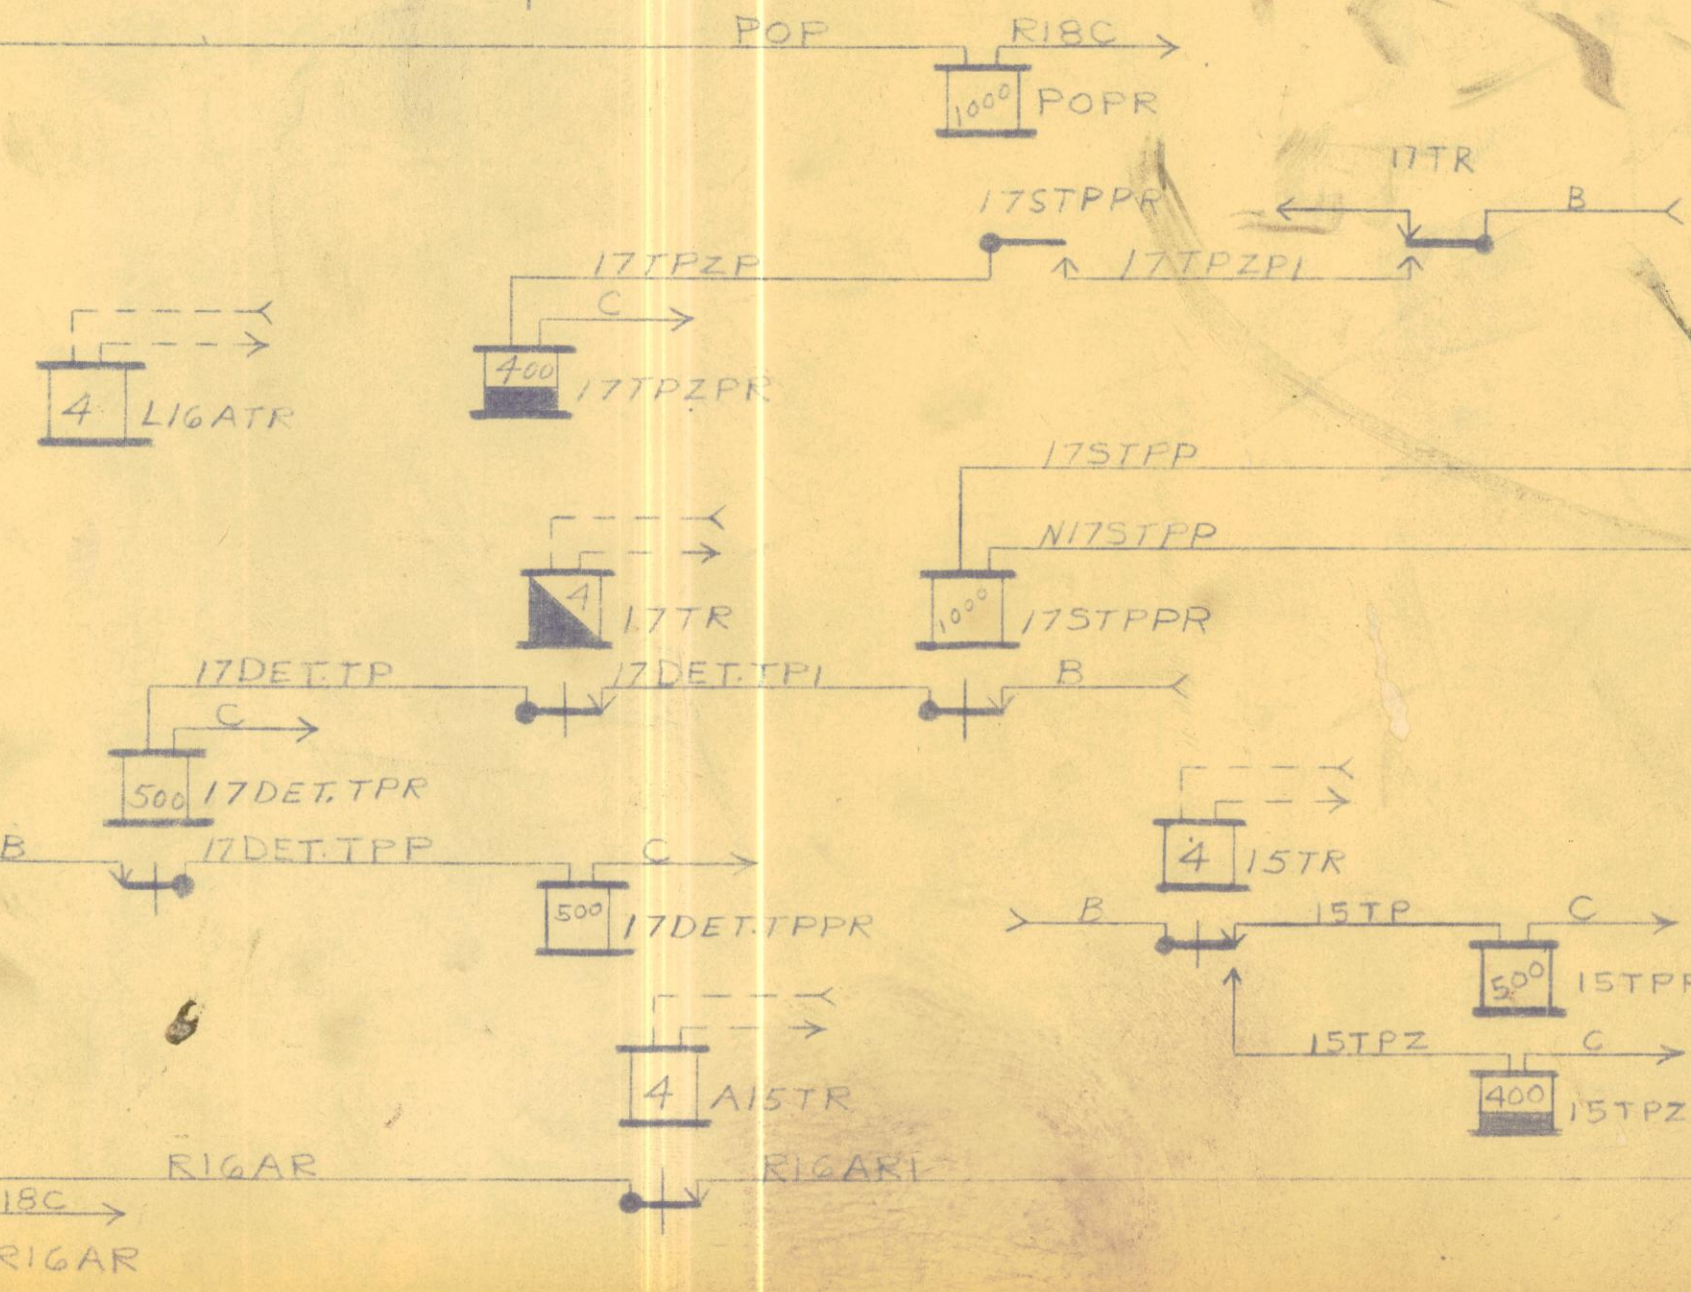 POP R18C
1000 POPR
17TR
17STPPR B
17TPZP 17TPZP1
C
400 17TPZPR
4 L16ATR
17STPP
N17STPP
4 17TR
1000 17STPPR
17DET.TP 17DET.TP1 B
C
500 17DET.TPR
B 17DET.TPP C
4 15TR
500 17DET.TPPR
B 15TP C
500 15TPR
15TPZ C
4 A15TR
400 15TPZ
R16AR R16AR1
18C
R16AR